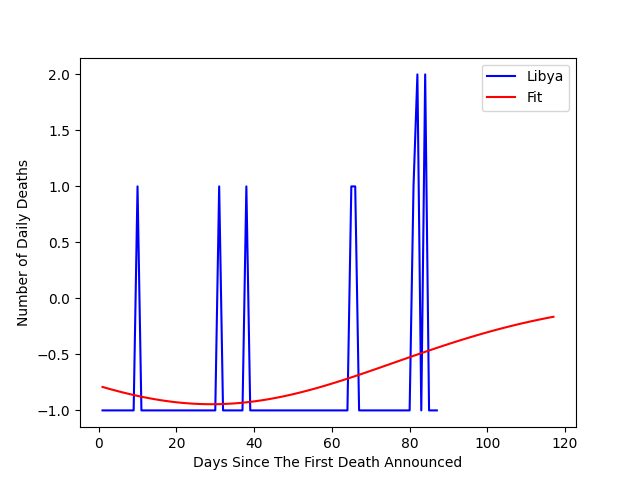 Libya
Fit
2.0
1.5
1.0
0.5
0.0
−0.5
−1.0
Number of Daily Deaths
0 20 40 60 80 100 120
Days Since The First Death Announced